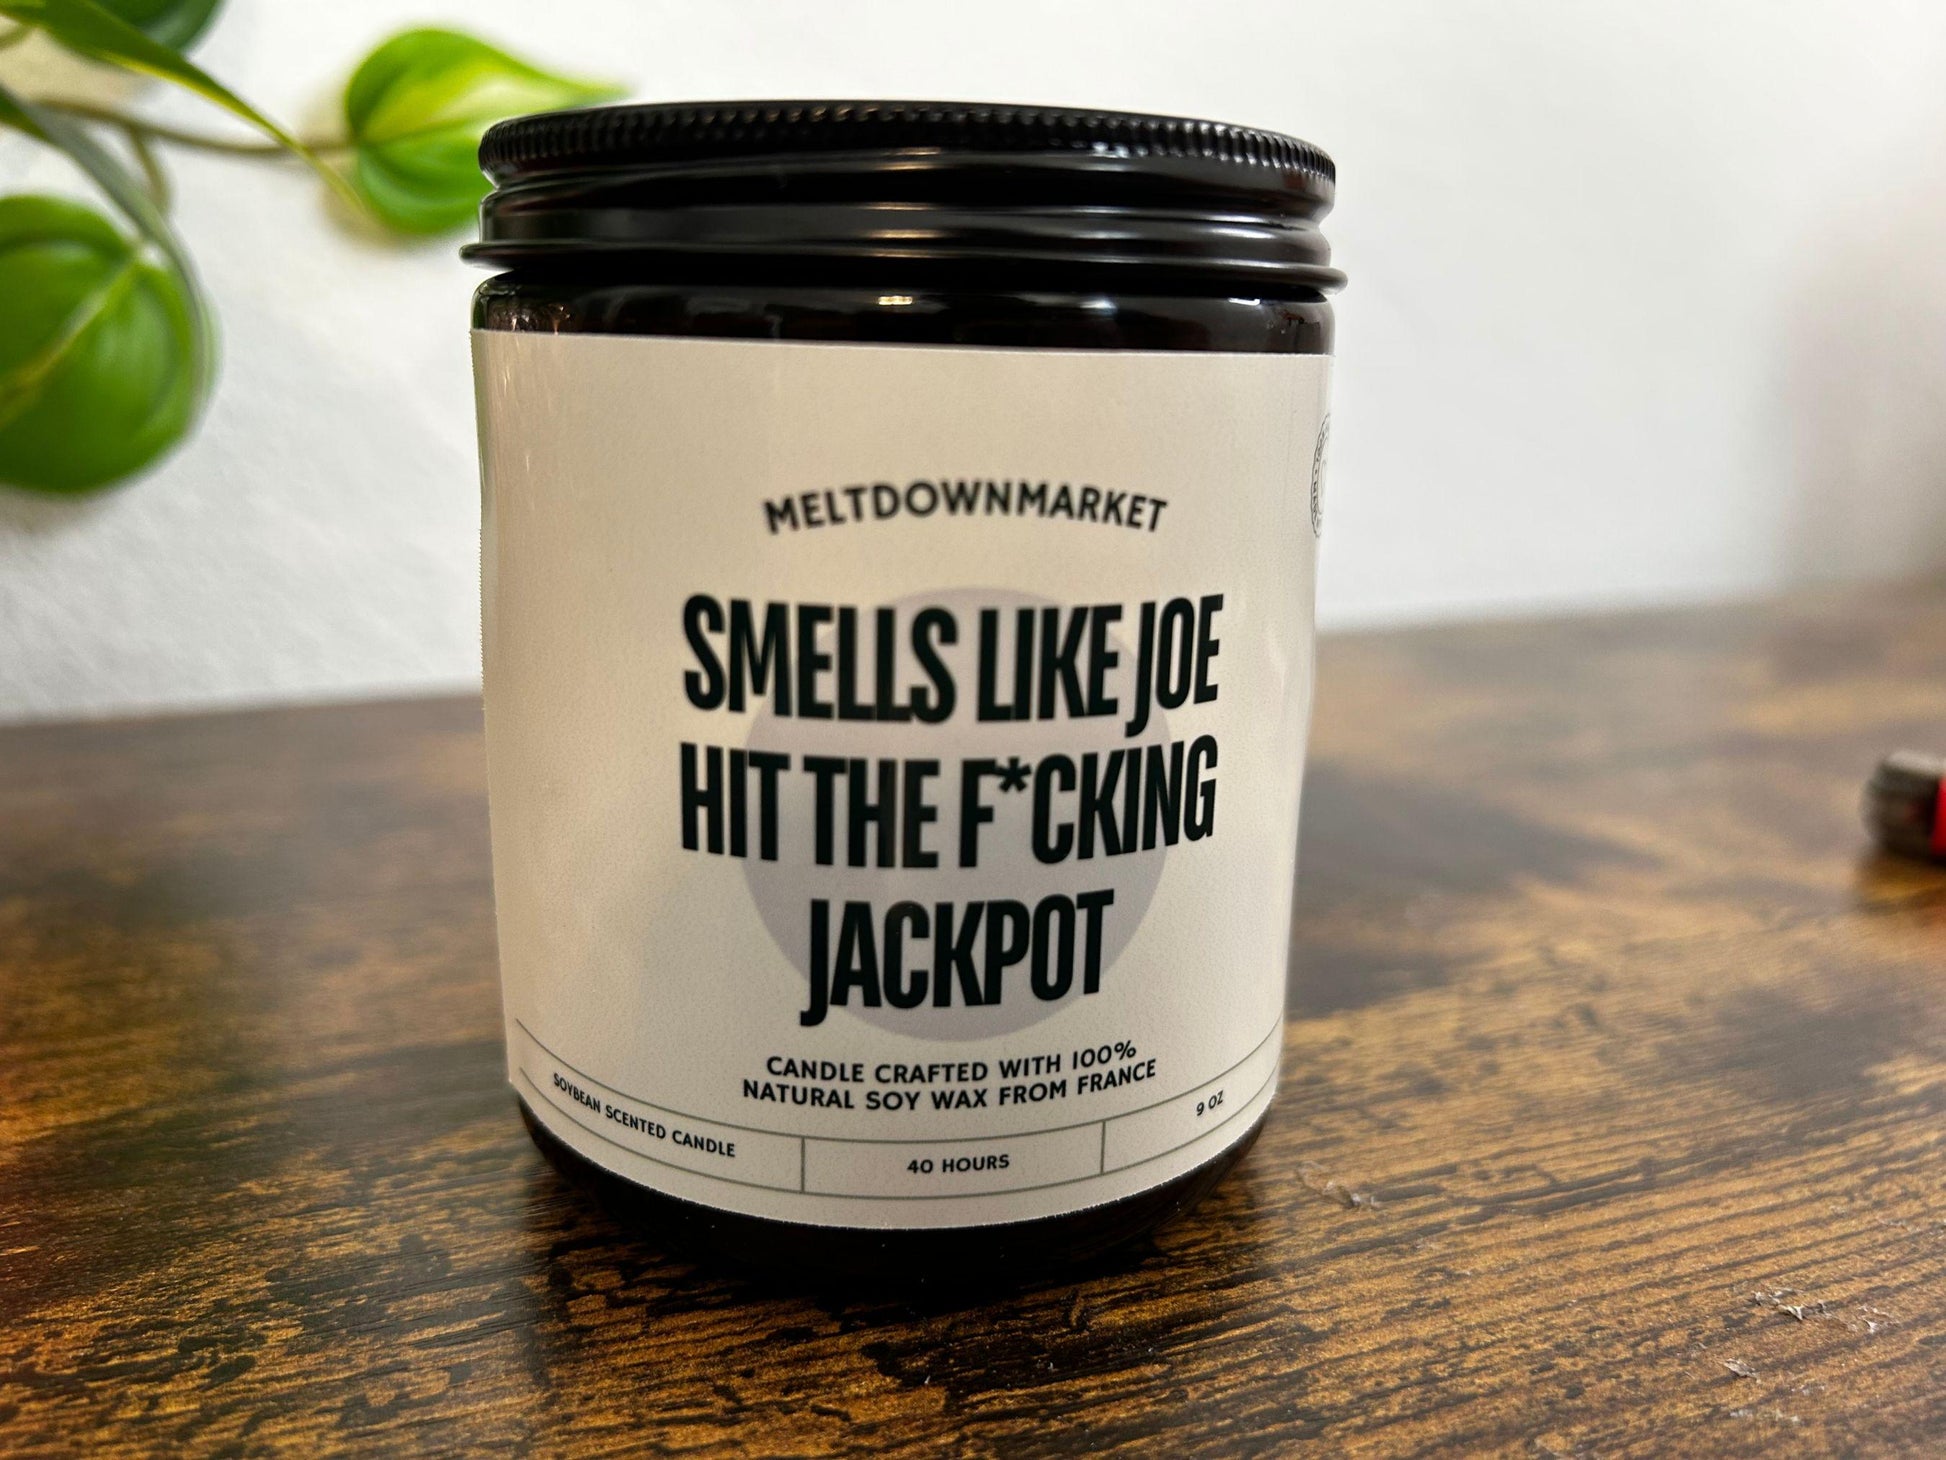 MELTDOWNMARKET
SMELLS LIKE JOE
HIT THE F*CKING
JACKPOT
CANDLE CRAFTED WITH 100%
NATURAL SOY WAX FROM FRANCE
SOYBEAN SCENTED CANDLE
40 HOURS
9 OZ